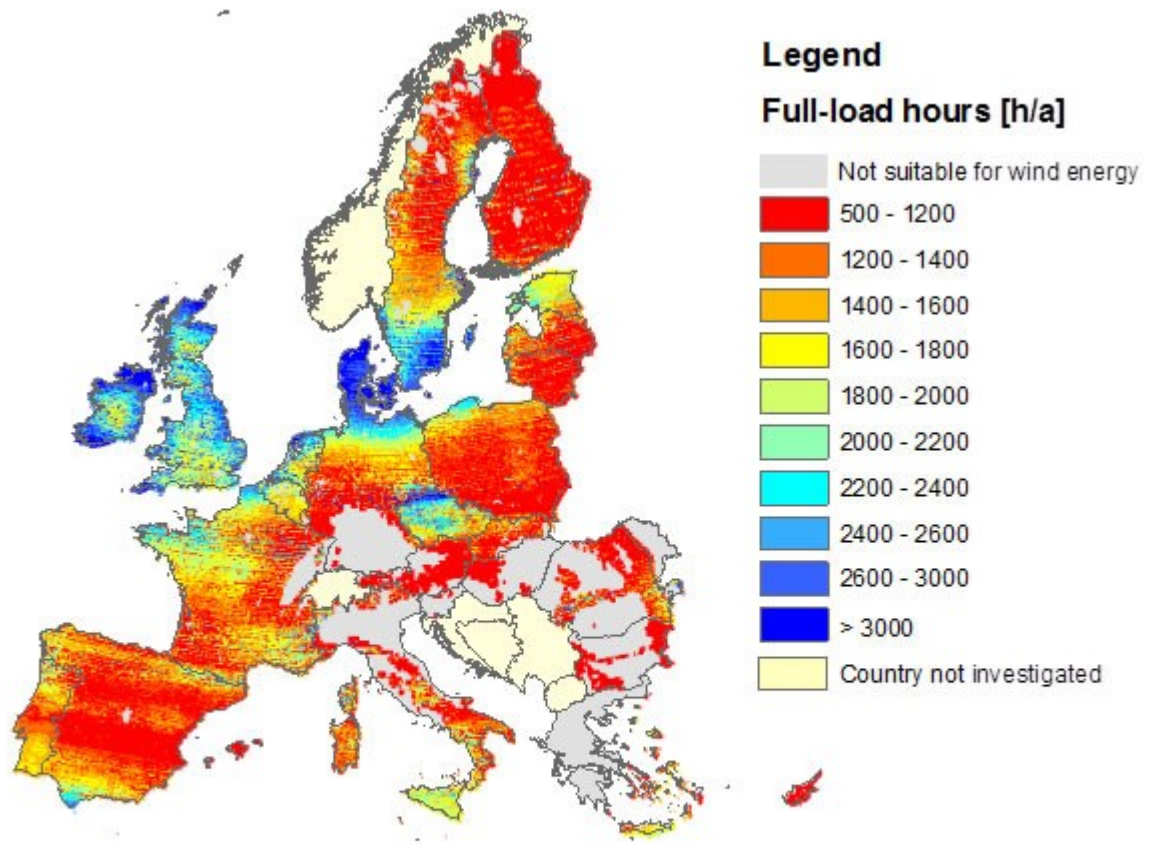 Legend
Full-load hours [h/a]
Not suitable for wind energy
500 - 1200
1200 - 1400
1400 - 1600
1600 - 1800
1800 - 2000
2000 - 2200
2200 - 2400
2400 - 2600
2600 - 3000
> 3000
Country not investigated